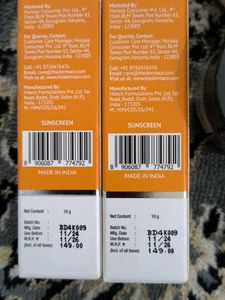 Marketed By:
Honasa Consumer Pvt. Ltd., 4th
Floor, BLM
Tower, Plot Number 63,
Sector-44,
Gurugram, Haryana,
India - 122003
For Queries, Contact:
Customer Care Manager, Honasa
Consumer Pvt. Ltd. 4th
floor, BLM
Tower, Plot Number 63, Sector-44,
Gurugram, Haryana, India - 122003
Call: +91 8750476476
Email: care@thedermaco.com
Visit us at: www.thedermaco.com
Manufactured By:
Hitech Formulations Pvt. Ltd. Sai
Road, Baddi, Distt. Solan (H.P.)
India - 173205
M: HIM/COS/16/241
SUNSCREEN
8 906087 774792
MADE IN INDIA
Net Content : 10 g
Batch No. : BD4K009
Mfg. Date : 11/24
Use Before : 11/26
M.R.P. ₹ : 149.00
(Incl. of all taxes)
Marketed By:
Honasa Consumer Pvt. Ltd., 4th
Floor, BLM Tower, Plot Number 63,
Sector-44, Gurugram, Haryana,
India - 122003
For Queries, Contact:
Customer Care Manager, Honasa
Consumer Pvt. Ltd. 4th floor, BLM
Tower, Plot Number 63, Sector-44,
Gurugram, Haryana, India - 122003
Call: +91 8750476476
Email: care@thedermaco.com
Visit us at: www.thedermaco.com
Manufactured By:
Hitech Formulations Pvt. Ltd. Sai
Road, Baddi, Distt. Solan (H.P.)
India - 173205
M: HIM/COS/16/241
SUNSCREEN
8 906087 774792
MADE IN INDIA
Net Content : 10 g
Batch No. : BD4K009
Mfg. Date : 11/24
Use Before : 11/26
M.R.P. ₹ : 149.00
(Incl. of all taxes)